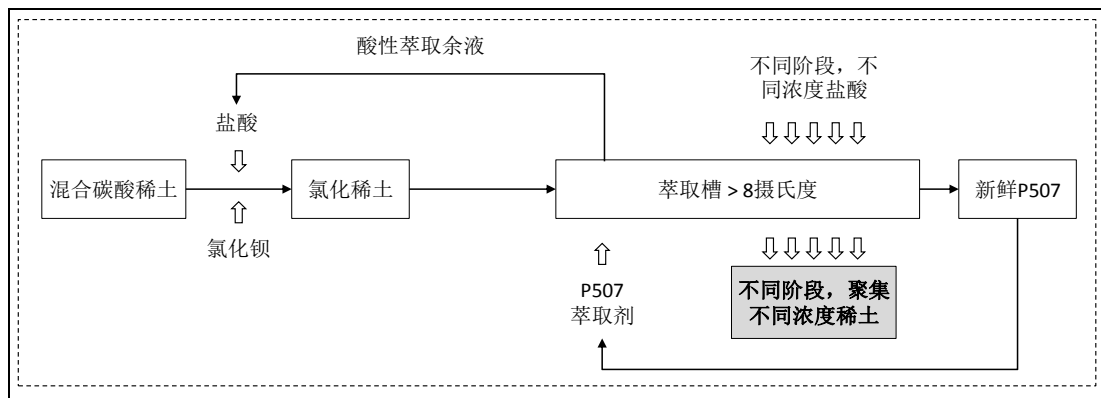 酸性萃取余液
不同阶段，不
同浓度盐酸
盐酸
混合碳酸稀土
氯化稀土
萃取槽 > 8摄氏度
新鲜P507
氯化钡
P507
萃取剂
不同阶段，聚集
不同浓度稀土